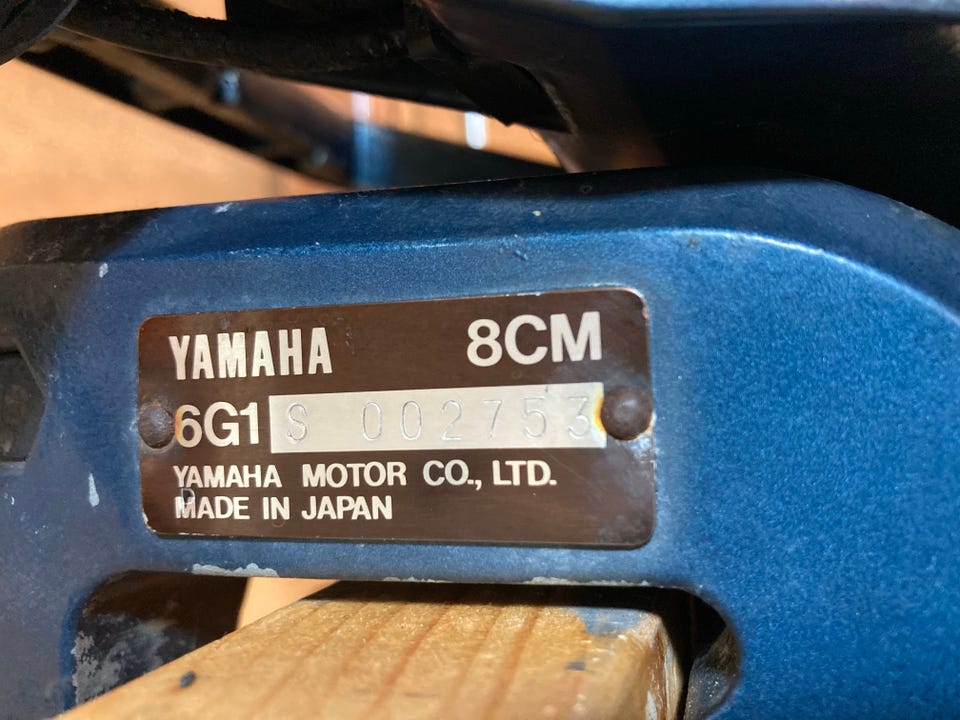 YAMAHA 8CM
6G1 S 002753
YAMAHA MOTOR CO., LTD.
MADE IN JAPAN
D